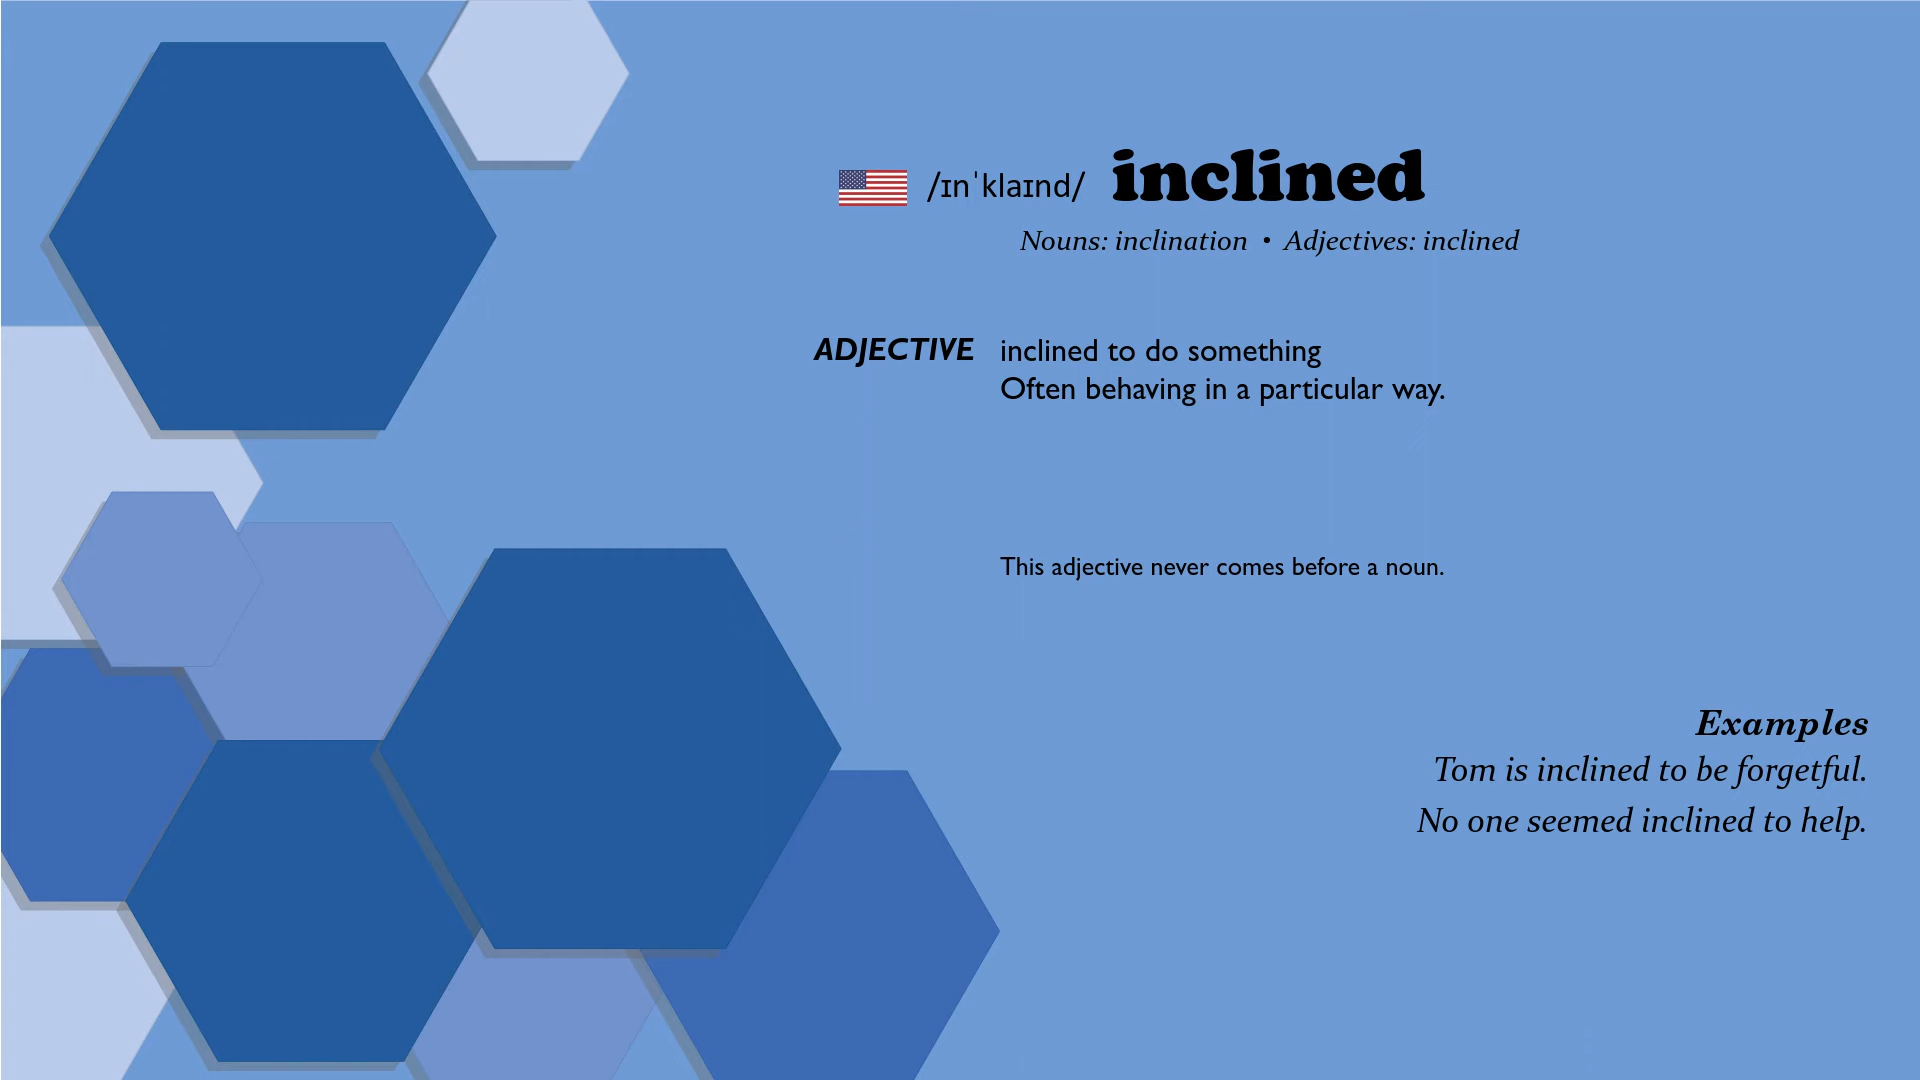 /ɪnˈklaɪnd/ inclined
Nouns: inclination • Adjectives: inclined
ADJECTIVE inclined to do something
Often behaving in a particular way.
This adjective never comes before a noun.
Examples
Tom is inclined to be forgetful.
No one seemed inclined to help.